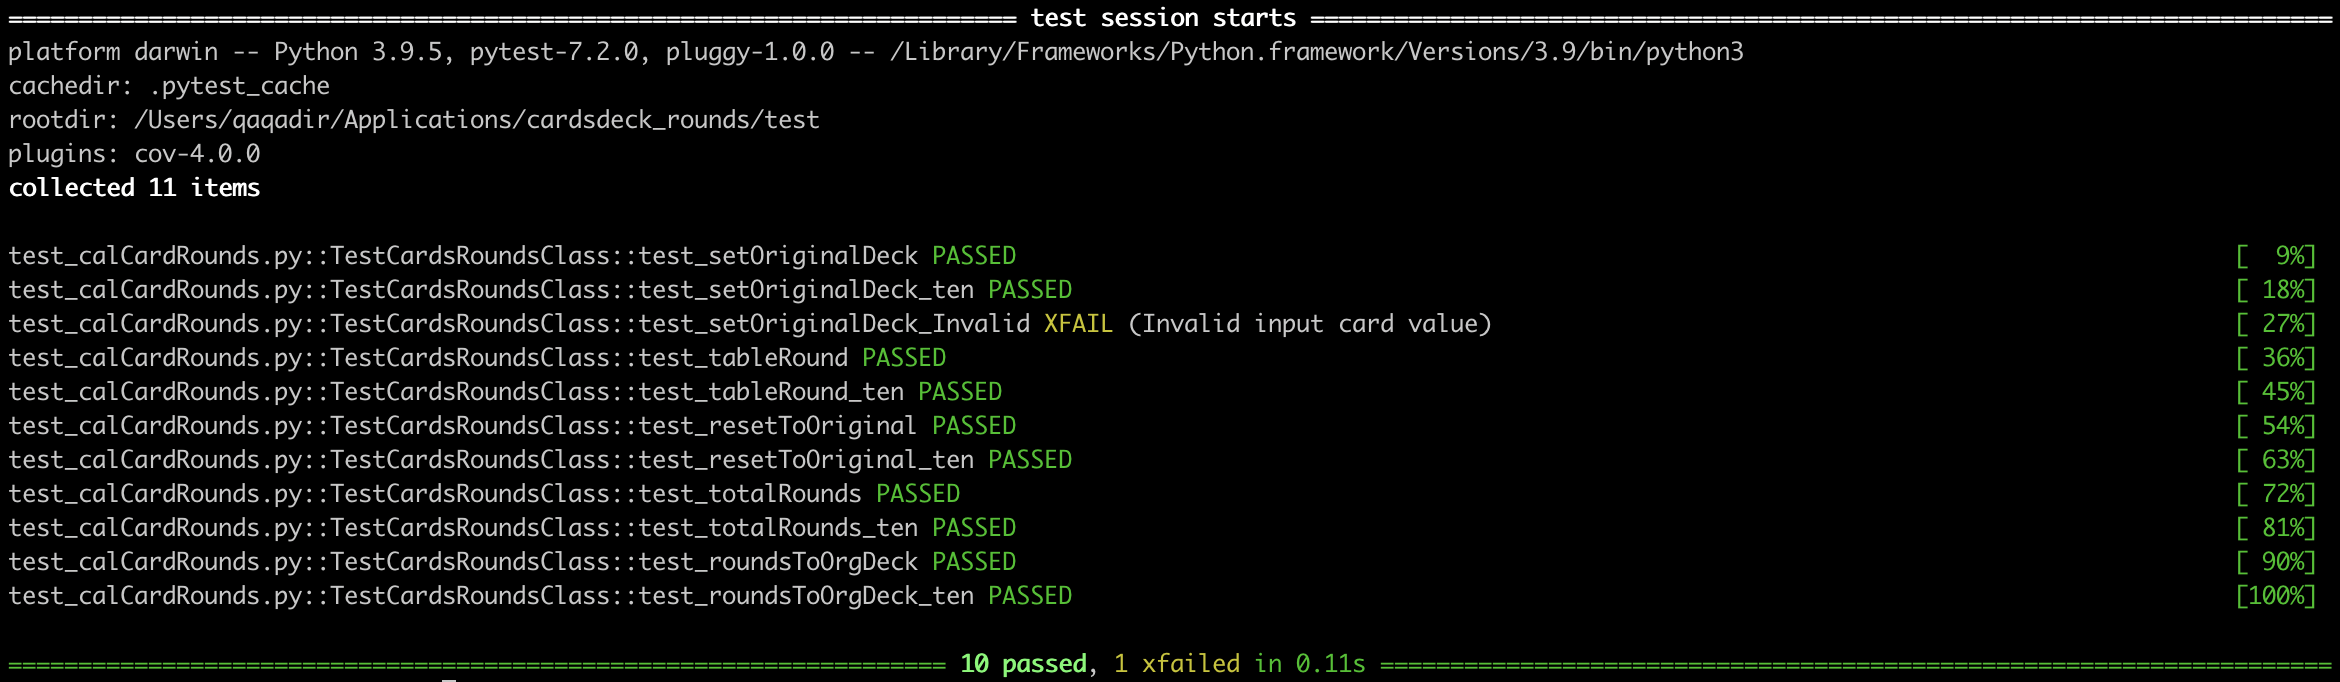 ======================================================================== test session starts =========================================================================
platform darwin -- Python 3.9.5, pytest-7.2.0, pluggy-1.0.0 -- /Library/Frameworks/Python.framework/Versions/3.9/bin/python3
cachedir: .pytest_cache
rootdir: /Users/qaqadir/Applications/cardsdeck_rounds/test
plugins: cov-4.0.0
collected 11 items

test_calCardRounds.py::TestCardsRoundsClass::test_setOriginalDeck PASSED [  9%]
test_calCardRounds.py::TestCardsRoundsClass::test_setOriginalDeck_ten PASSED [ 18%]
test_calCardRounds.py::TestCardsRoundsClass::test_setOriginalDeck_Invalid XFAIL (Invalid input card value) [ 27%]
test_calCardRounds.py::TestCardsRoundsClass::test_tableRound PASSED [ 36%]
test_calCardRounds.py::TestCardsRoundsClass::test_tableRound_ten PASSED [ 45%]
test_calCardRounds.py::TestCardsRoundsClass::test_resetToOriginal PASSED [ 54%]
test_calCardRounds.py::TestCardsRoundsClass::test_resetToOriginal_ten PASSED [ 63%]
test_calCardRounds.py::TestCardsRoundsClass::test_totalRounds PASSED [ 72%]
test_calCardRounds.py::TestCardsRoundsClass::test_totalRounds_ten PASSED [ 81%]
test_calCardRounds.py::TestCardsRoundsClass::test_roundsToOrgDeck PASSED [ 90%]
test_calCardRounds.py::TestCardsRoundsClass::test_roundsToOrgDeck_ten PASSED [100%]

=================================================================== 10 passed, 1 xfailed in 0.11s ====================================================================